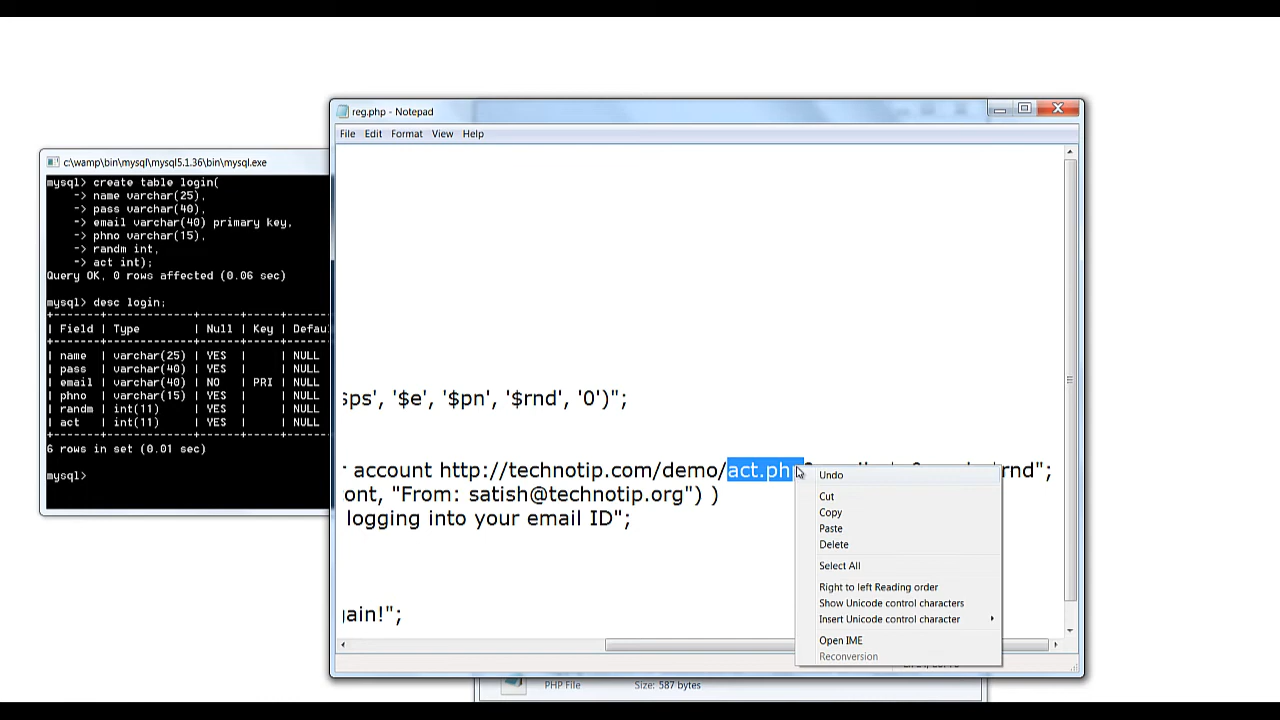 reg.php - Notepad
File Edit Format View Help
c:\wamp\bin\mysql\mysql5.1.36\bin\mysql.exe
mysql> create table login(
-> name varchar(25),
-> pass varchar(40),
-> email varchar(40) primary key,
-> phno varchar(15),
-> randm int,
-> act int);
Query OK, 0 rows affected (0.06 sec)
mysql> desc login;
| Field | Type | Null | Key | Defau
| name | varchar(25) | YES | | NULL
| pass | varchar(40) | YES | | NULL
| email | varchar(40) | NO | PRI | NULL
| phno | varchar(15) | YES | | NULL
| randm | int(11) | YES | | NULL
| act | int(11) | YES | | NULL
6 rows in set (0.01 sec)
mysql>
sps', '$e', '$pn', '$rnd', '0')";
r account http://technotip.com/demo/act.ph rnd";
ont, "From: satish@technotip.org") )
logging into your email ID";
gain!";
Undo
Cut
Copy
Paste
Delete
Select All
Right to left Reading order
Show Unicode control characters
Insert Unicode control character
Open IME
Reconversion
PHP File Size: 587 bytes